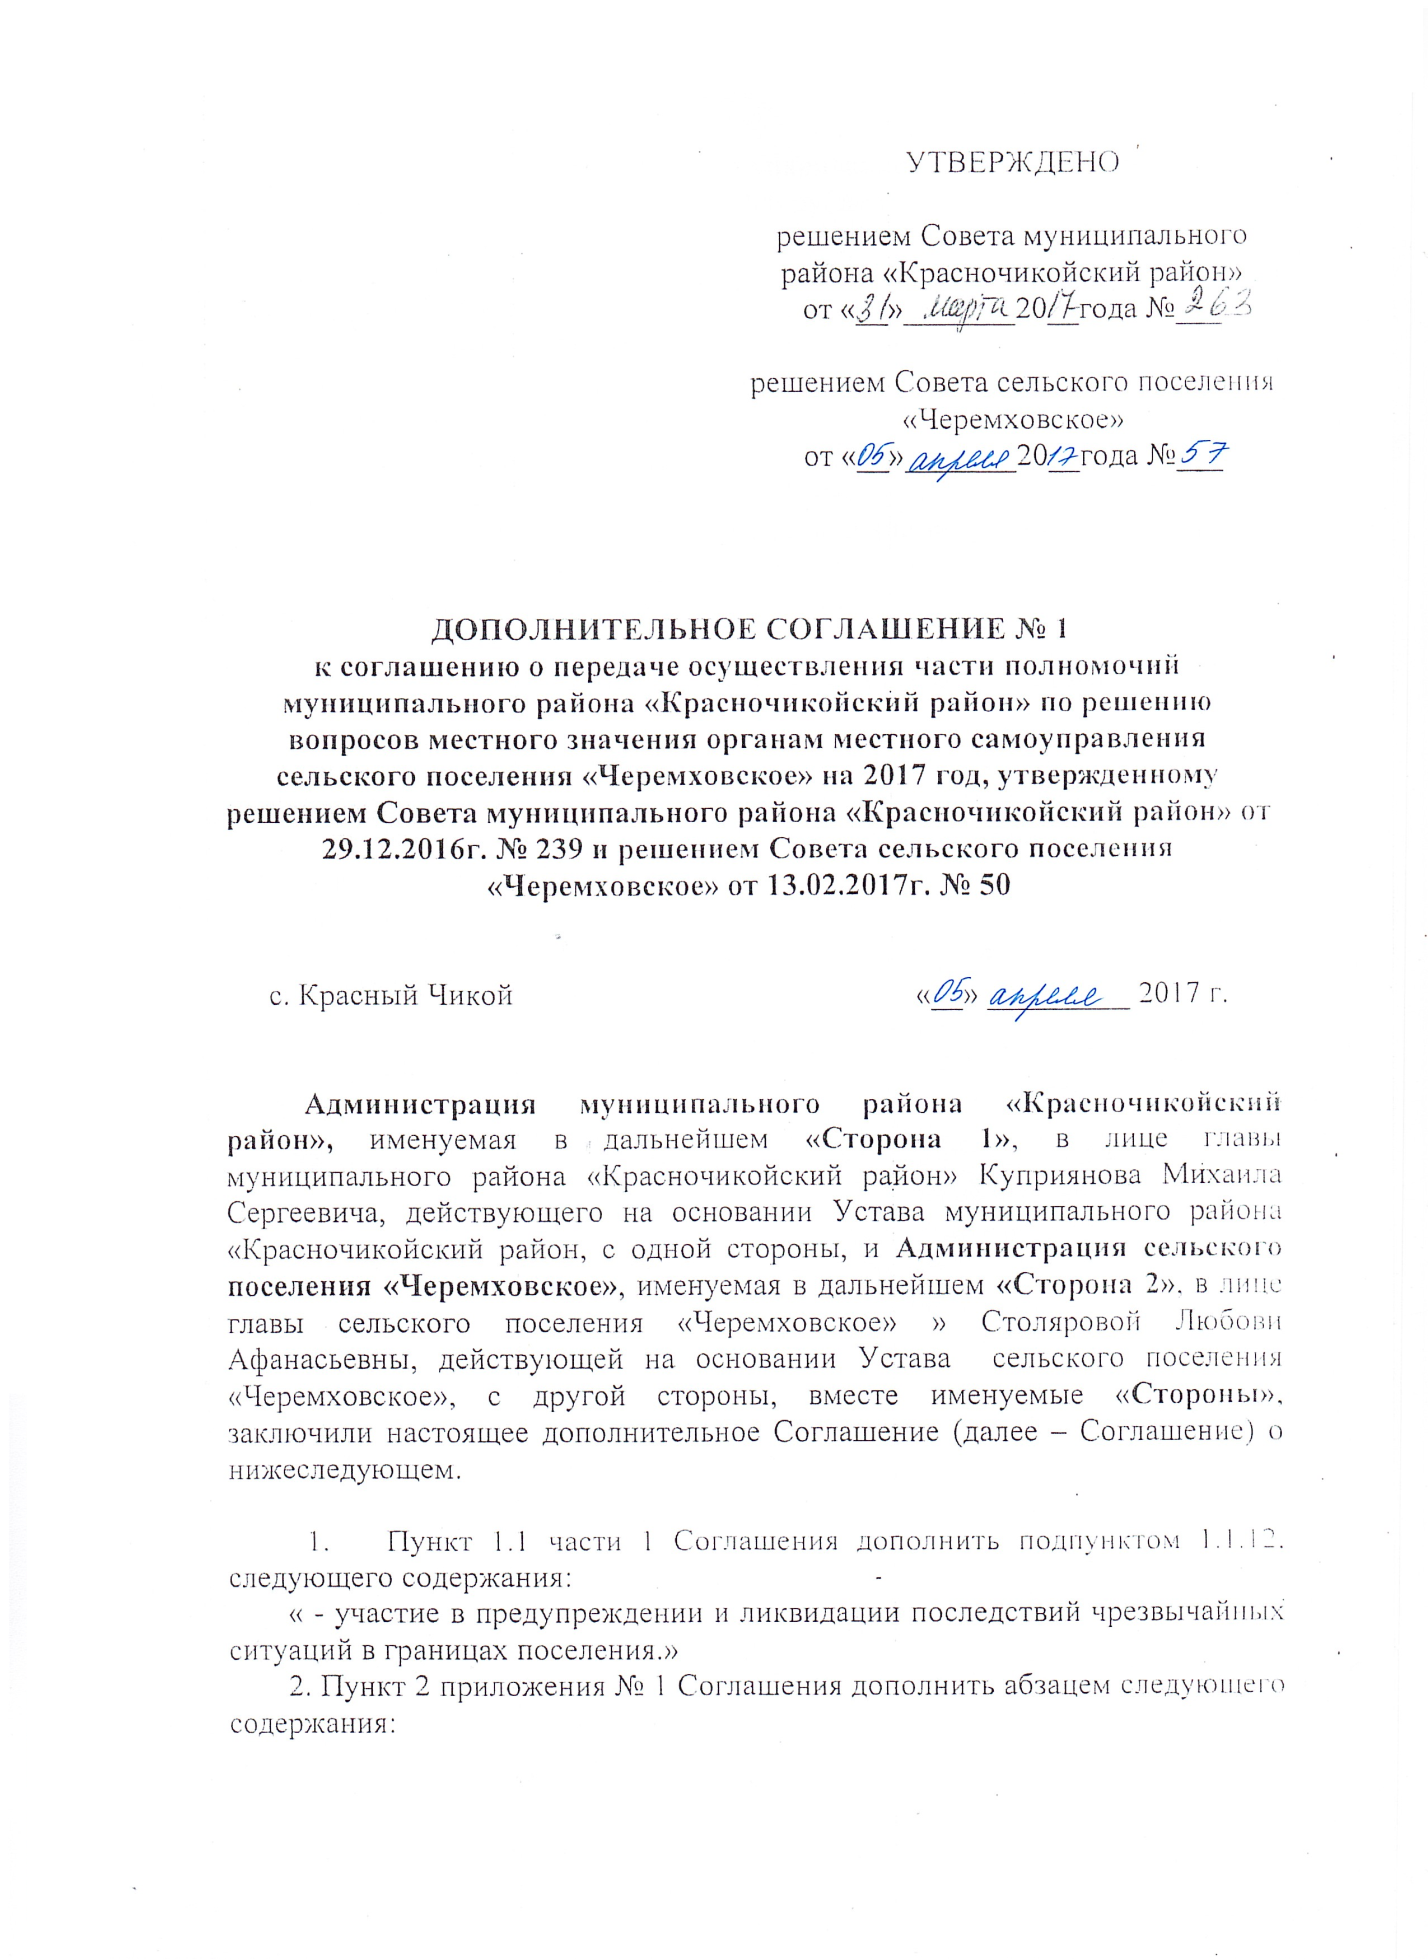 УТВЕРЖДЕНО
решением Совета муниципального
района «Красночикойский район»
от «31» марта 2017 года № 263
решением Совета сельского поселения
«Черемховское»
от «05» апреля 2017 года № 57
ДОПОЛНИТЕЛЬНОЕ СОГЛАШЕНИЕ № 1
к соглашению о передаче осуществления части полномочий
муниципального района «Красночикойский район» по решению
вопросов местного значения органам местного самоуправления
сельского поселения «Черемховское» на 2017 год, утвержденному
решением Совета муниципального района «Красночикойский район» от
29.12.2016г. № 239 и решением Совета сельского поселения
«Черемховское» от 13.02.2017г. № 50
с. Красный Чикой «05» апреля 2017 г.
Администрация муниципального района «Красночикойский
район», именуемая в дальнейшем «Сторона 1», в лице главы
муниципального района «Красночикойский район» Куприянова Михаила
Сергеевича, действующего на основании Устава муниципального района
«Красночикойский район, с одной стороны, и Администрация сельского
поселения «Черемховское», именуемая в дальнейшем «Сторона 2», в лице
главы сельского поселения «Черемховское» » Столяровой Любови
Афанасьевны, действующей на основании Устава сельского поселения
«Черемховское», с другой стороны, вместе именуемые «Стороны»,
заключили настоящее дополнительное Соглашение (далее – Соглашение) о
нижеследующем.
1. Пункт 1.1 части 1 Соглашения дополнить подпунктом 1.1.12.
следующего содержания:
« - участие в предупреждении и ликвидации последствий чрезвычайных
ситуаций в границах поселения.»
2. Пункт 2 приложения № 1 Соглашения дополнить абзацем следующего
содержания: